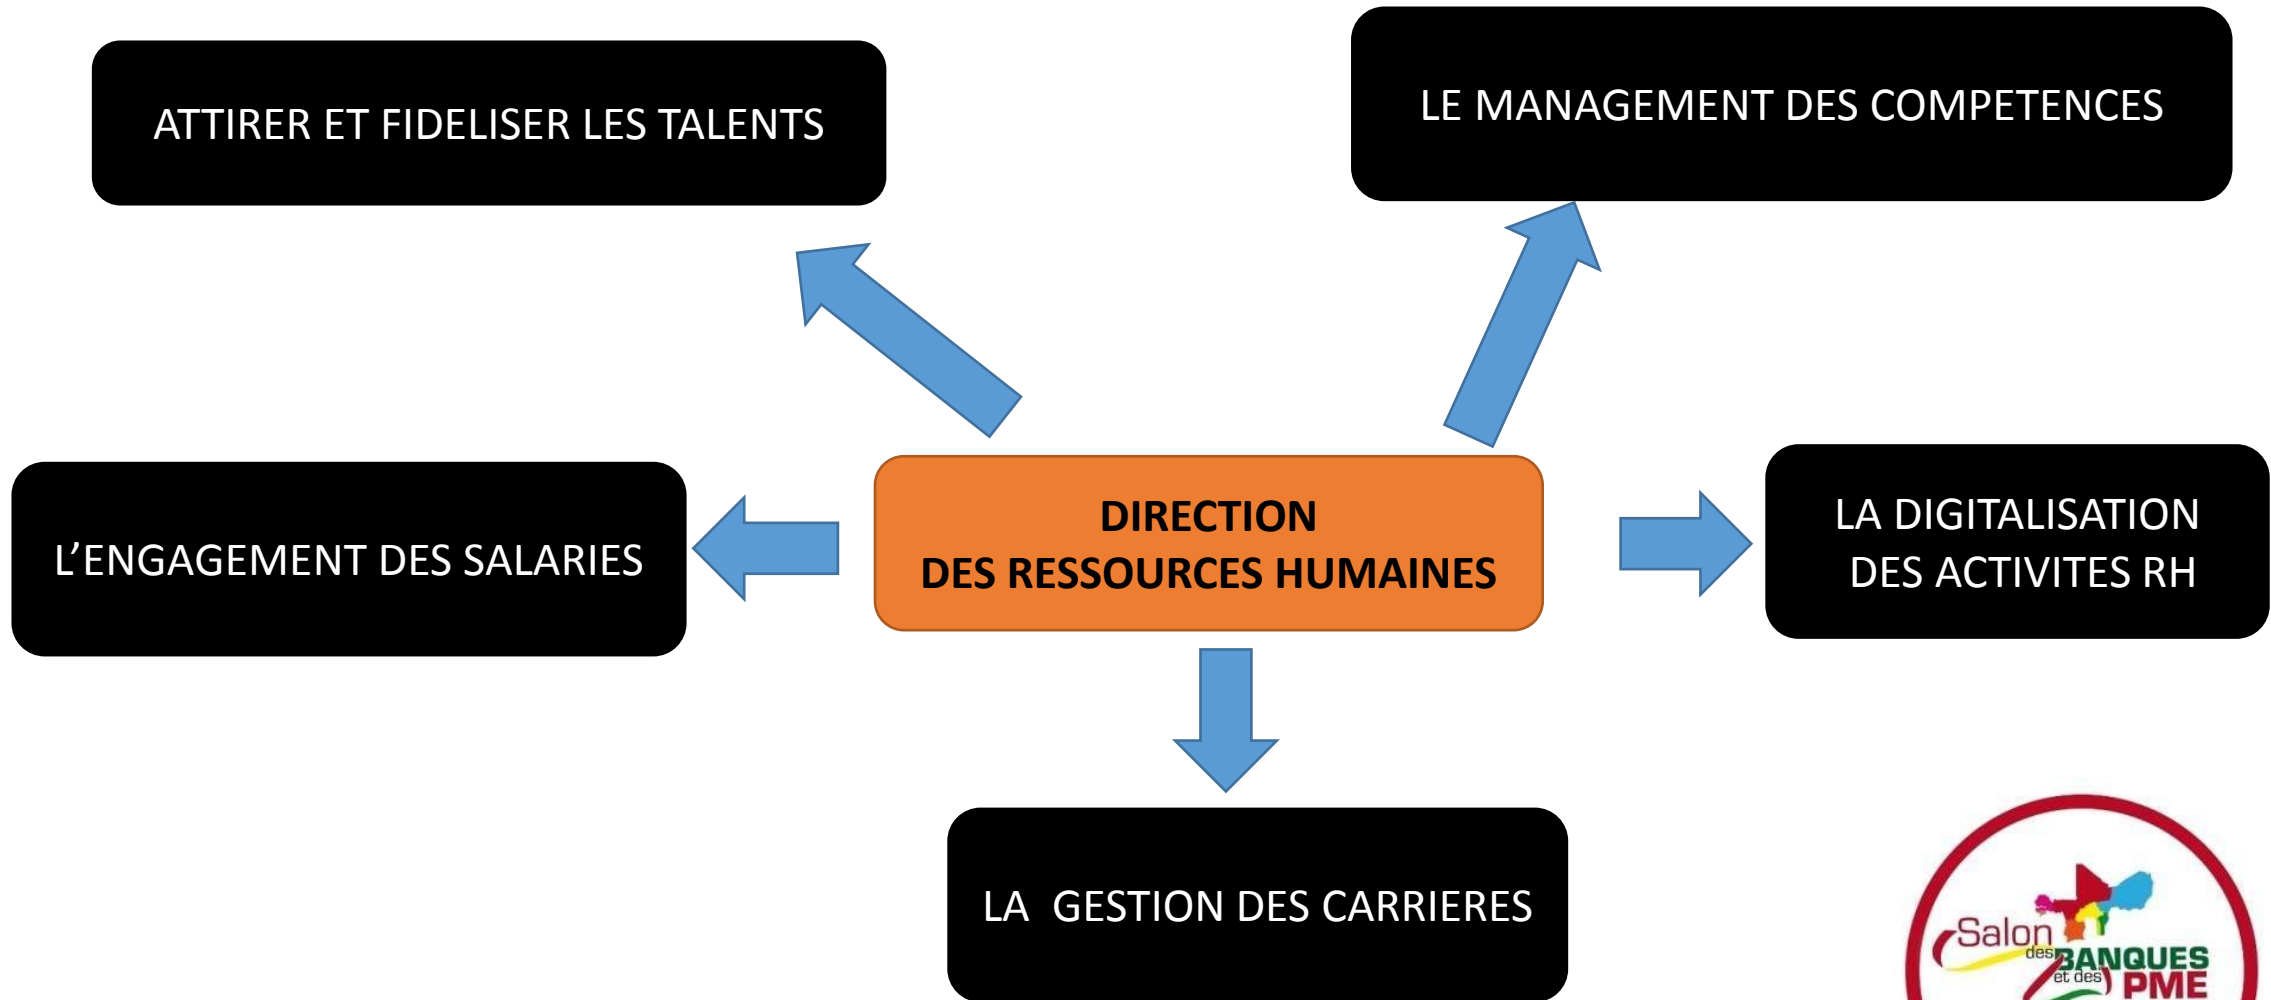 ATTIRER ET FIDELISER LES TALENTS
LE MANAGEMENT DES COMPETENCES
L’ENGAGEMENT DES SALARIES
DIRECTION
DES RESSOURCES HUMAINES
LA DIGITALISATION
DES ACTIVITES RH
LA GESTION DES CARRIERES
Salon
des BANQUES
et des PME